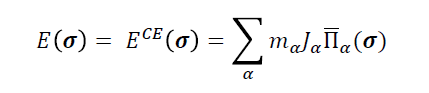 E(σ) = E^{CE}(σ) = ∑_α m_α J_α Π̅_α(σ)